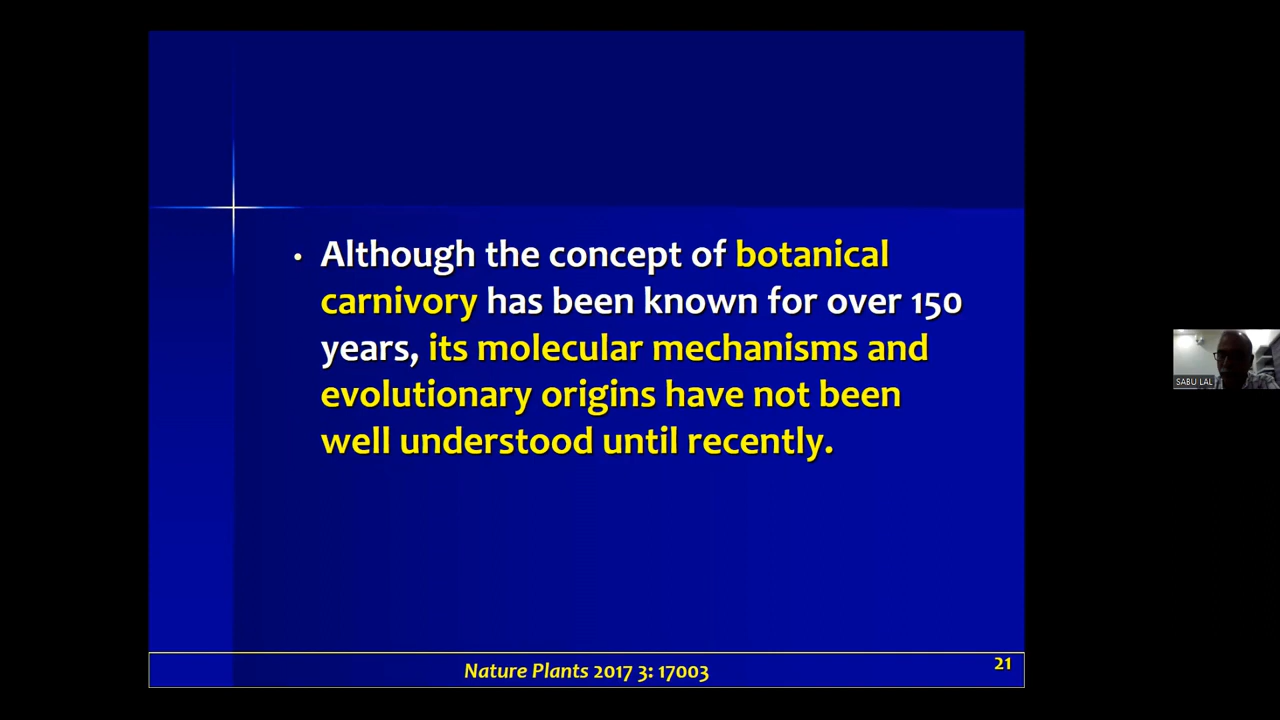 • Although the concept of botanical
carnivory has been known for over 150
years, its molecular mechanisms and
evolutionary origins have not been
well understood until recently.
SABU LAL
Nature Plants 2017 3: 17003
21